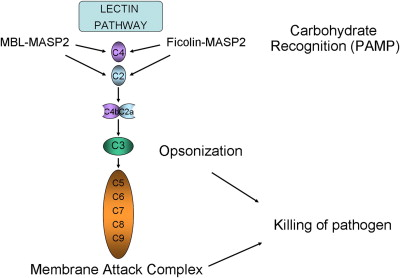 LECTIN
PATHWAY
MBL-MASP2
Ficolin-MASP2
Carbohydrate
Recognition (PAMP)
C4
C2
C4b C2a
C3
Opsonization
C5
C6
C7
C8
C9
Killing of pathogen
Membrane Attack Complex